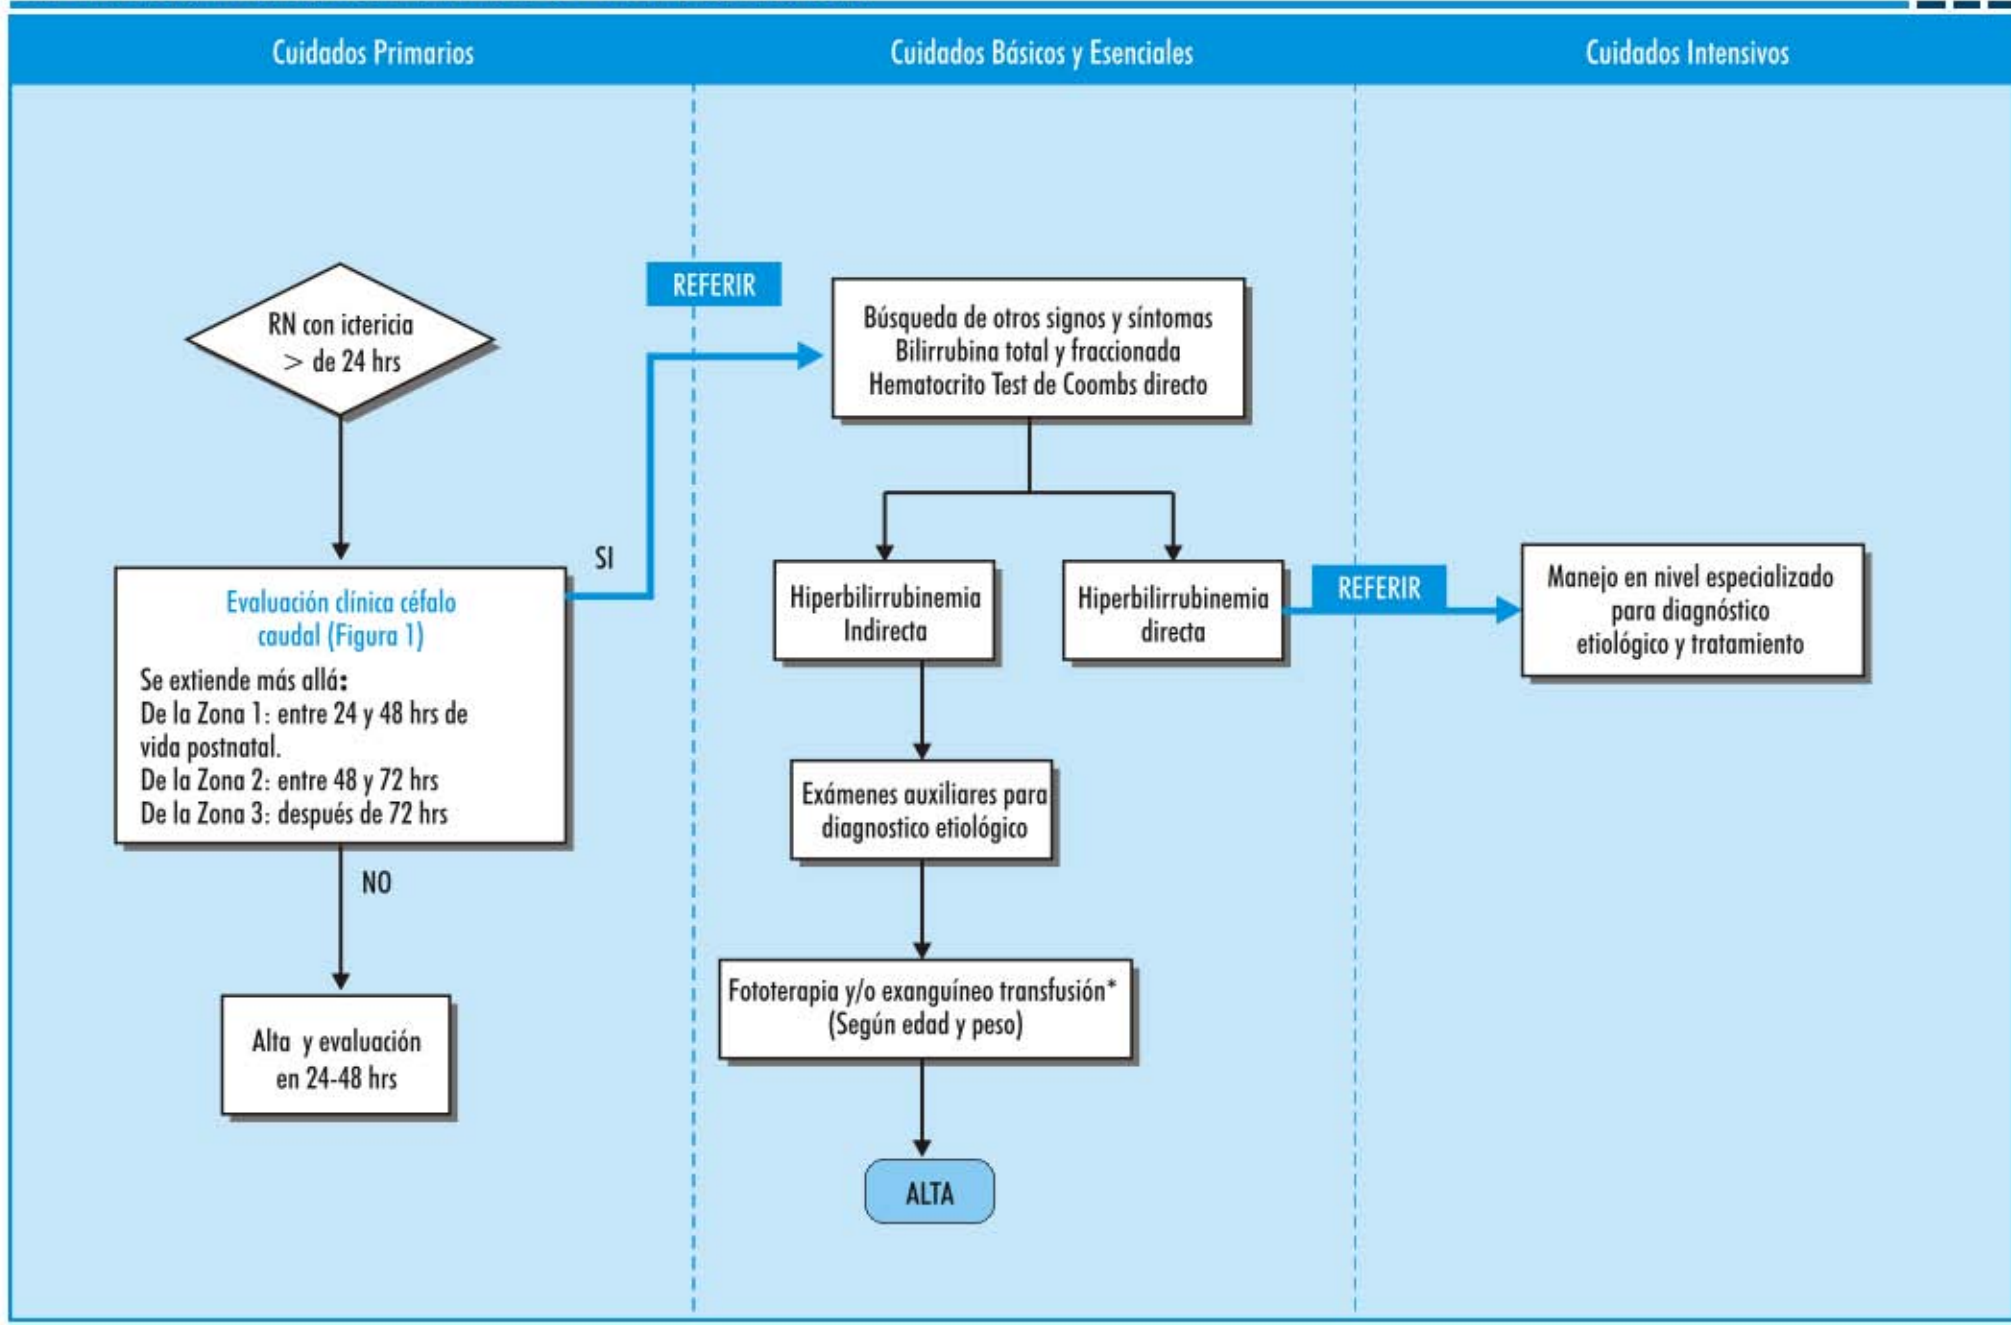 Cuidados Primarios
Cuidados Básicos y Esenciales
Cuidados Intensivos
RN con ictericia
> de 24 hrs
SI
Evaluación clínica céfalo
caudal (Figura 1)
Se extiende más allá:
De la Zona 1: entre 24 y 48 hrs de
vida postnatal.
De la Zona 2: entre 48 y 72 hrs
De la Zona 3: después de 72 hrs
NO
Alta y evaluación
en 24-48 hrs
REFERIR
Búsqueda de otros signos y síntomas
Bilirrubina total y fraccionada
Hematocrito Test de Coombs directo
Hiperbilirrubinemia
Indirecta
Hiperbilirrubinemia
directa
REFERIR
Manejo en nivel especializado
para diagnóstico
etiológico y tratamiento
Exámenes auxiliares para
diagnostico etiológico
Fototerapia y/o exanguíneo transfusión*
(Según edad y peso)
ALTA